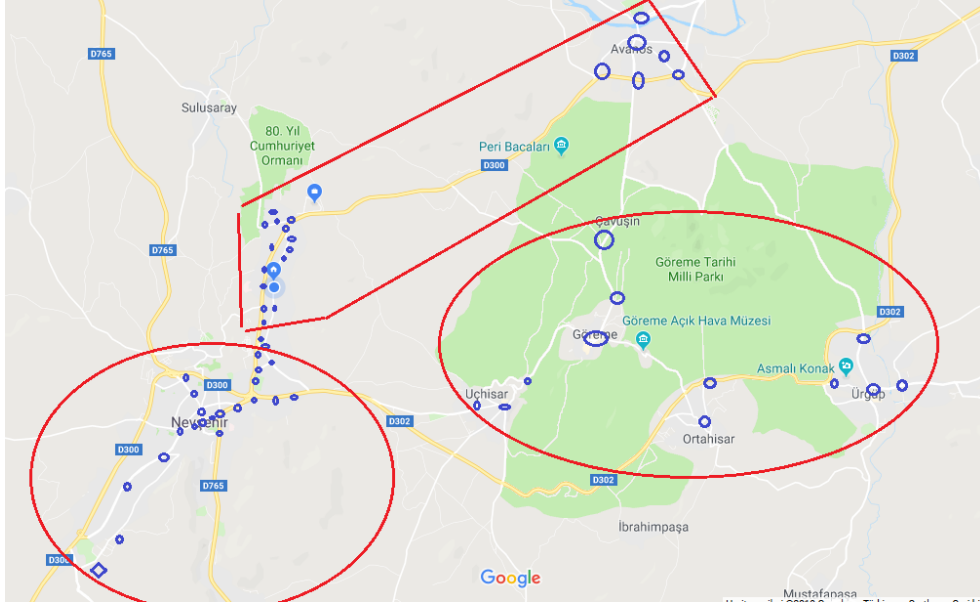 D765
Avanos
D302
Sulusaray
80. Yıl
Cumhuriyet
Ormanı
Peri Bacaları
D300
Çavuşin
D765
Göreme Tarihi
Milli Parkı
D302
Göreme Açık Hava Müzesi
Göreme
Asmalı Konak
D300
Uçhisar
Ürgüp
Nevşehir
D302
D300
Ortahisar
D765
D302
İbrahimpaşa
D300
Google
Mustafapaşa